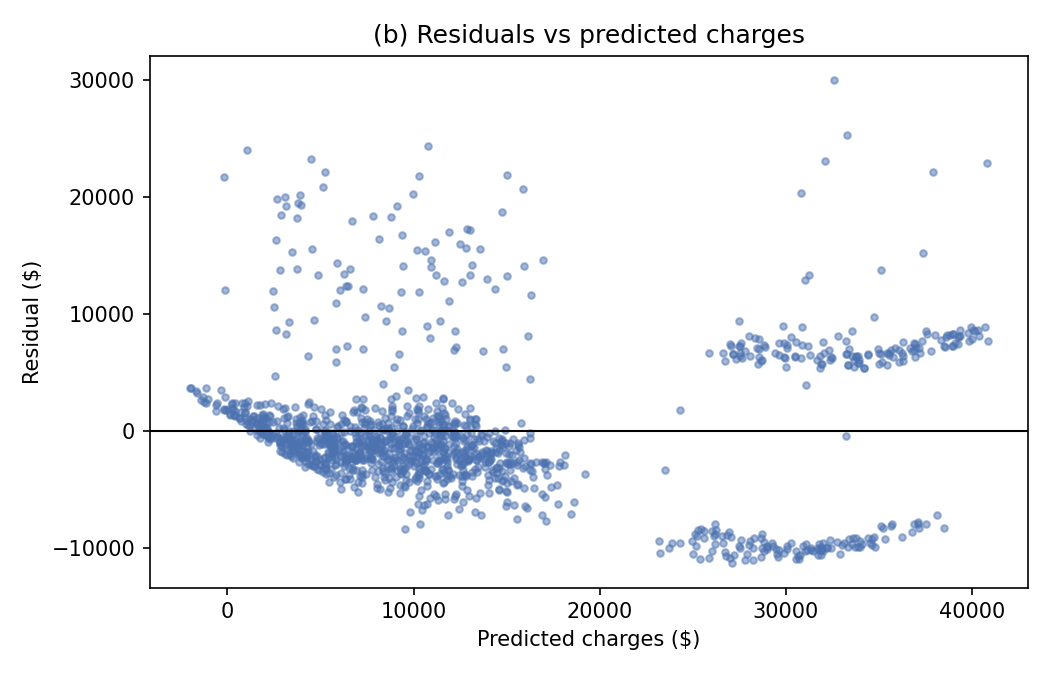 (b) Residuals vs predicted charges
30000
20000
10000
0
−10000
Residual ($)
0 10000 20000 30000 40000
Predicted charges ($)